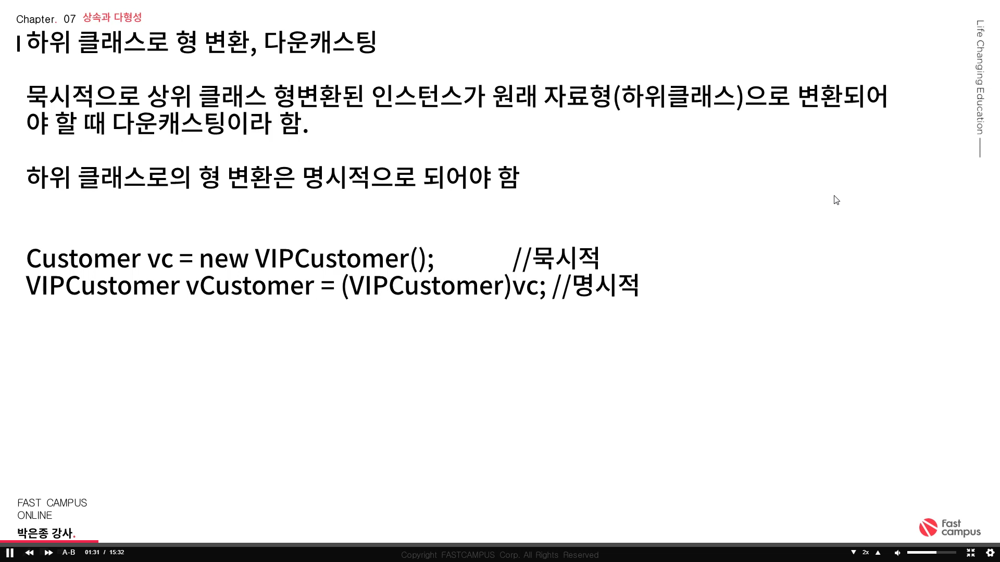 Chapter. 07 상속과 다형성
하위 클래스로 형 변환, 다운캐스팅
묵시적으로 상위 클래스 형변환된 인스턴스가 원래 자료형(하위클래스)으로 변환되어
야 할 때 다운캐스팅이라 함.
하위 클래스로의 형 변환은 명시적으로 되어야 함
Customer vc = new VIPCustomer(); //묵시적
VIPCustomer vCustomer = (VIPCustomer)vc; //명시적
Life Changing Education
FAST CAMPUS
ONLINE
박은종 강사.
Fast
campus
A-B 01:31 / 15:32
Copyright FASTCAMPUS Corp. All Rights Reserved
2x